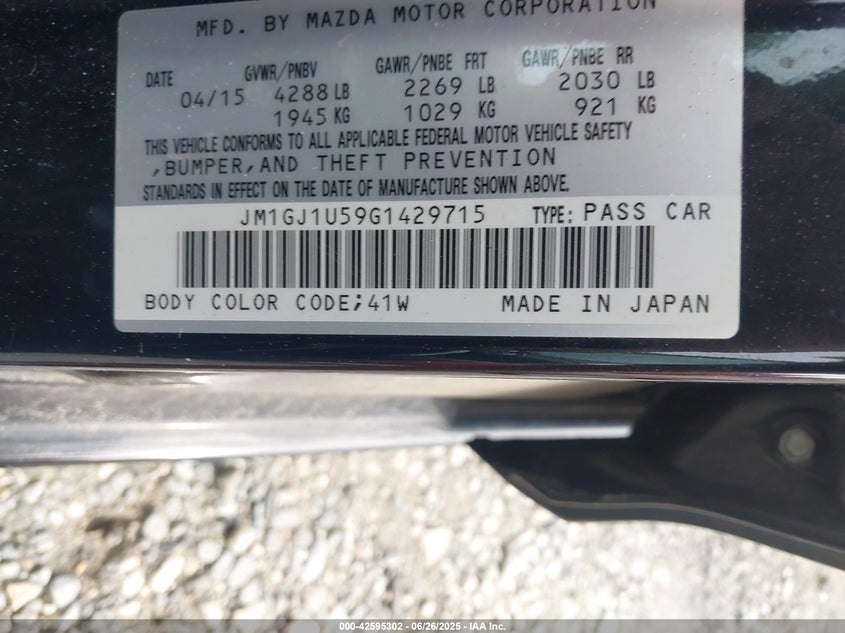 MFD. BY MAZDA MOTOR CORPORATION
DATE GVWR/PNBV GAWR/PNBE FRT GAWR/PNBE RR
04/15 4288 LB 2269 LB 2030 LB
1945 KG 1029 KG 921 KG
THIS VEHICLE CONFORMS TO ALL APPLICABLE FEDERAL MOTOR VEHICLE SAFETY
,BUMPER,AND THEFT PREVENTION
STANDARDS IN EFFECT ON THE DATE OF MANUFACTURE SHOWN ABOVE.
JM1GJ1U59G1429715 TYPE: PASS CAR
BODY COLOR CODE;41W MADE IN JAPAN
000-42595302 - 06/26/2025 - IAA Inc.